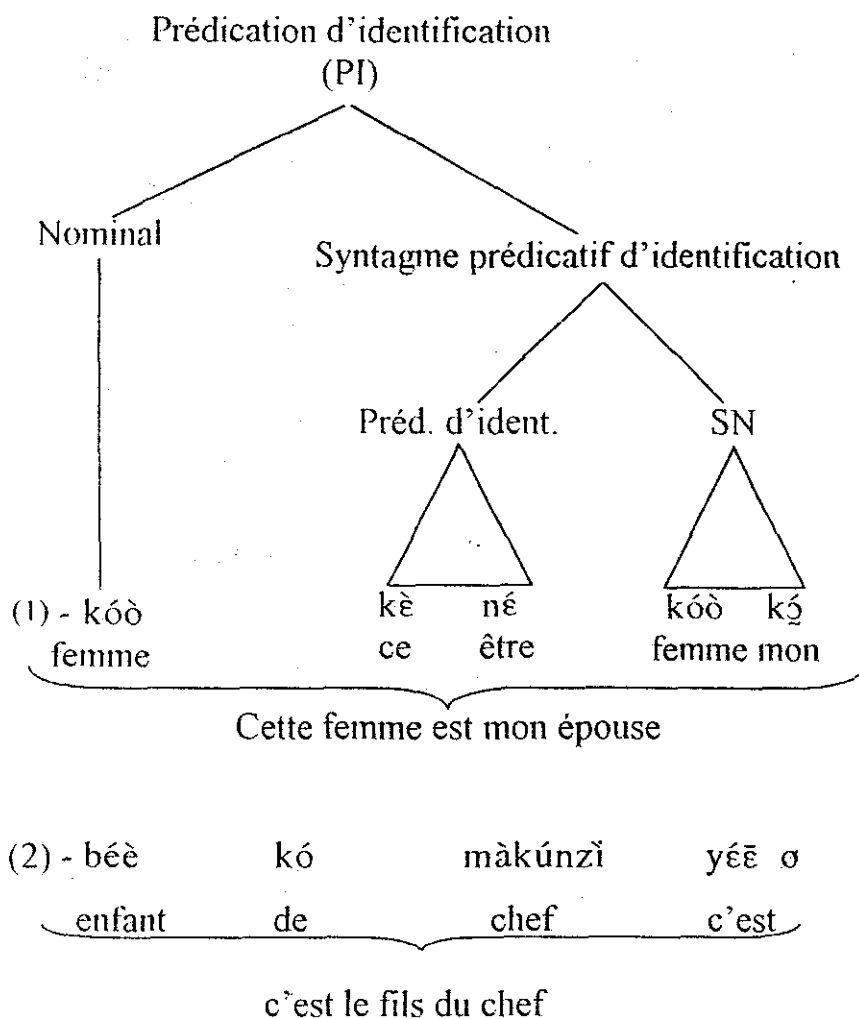 Prédication d'identification
(PI)
Nominal
Syntagme prédicatif d'identification
Préd. d'ident. SN
(1) - kóò kɛ̀ nɛ́ kóò kɔ̰́
femme ce être femme mon
Cette femme est mon épouse
(2) - béè kó màkúnzì yɛ́ɛ̄ σ
enfant de chef c'est
c'est le fils du chef